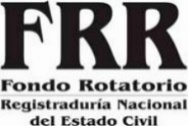 FRR
Fondo Rotatorio
Registraduría Nacional
del Estado Civil